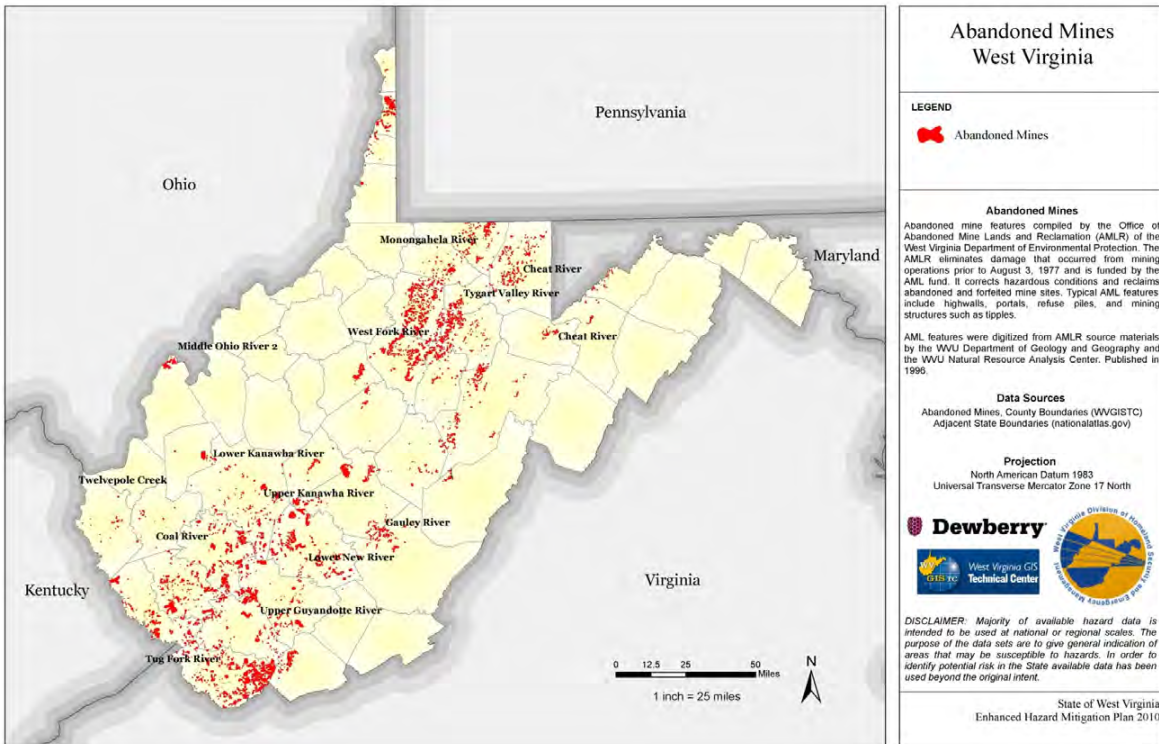 Ohio
Pennsylvania
Maryland
Kentucky
Virginia
Monongahela River
Cheat River
Tygart Valley River
West Fork River
Cheat River
Middle Ohio River 2
Lower Kanawha River
Twelvepole Creek
Upper Kanawha River
Gauley River
Coal River
Lower New River
Upper Guyandotte River
Tug Fork River
0 12.5 25 50
Miles
1 inch = 25 miles
N
Abandoned Mines
West Virginia
LEGEND
Abandoned Mines
Abandoned Mines
Abandoned mine features compiled by the Office of
Abandoned Mine Lands and Reclamation (AMLR) of the
West Virginia Department of Environmental Protection. The
AMLR eliminates damage that occurred from mining
operations prior to August 3, 1977 and is funded by the
AML fund. It corrects hazardous conditions and reclaims
abandoned and forfeited mine sites. Typical AML features
include highwalls, portals, refuse piles, and mining
structures such as tipples.
AML features were digitized from AMLR source materials
by the WVU Department of Geology and Geography and
the WVU Natural Resource Analysis Center. Published in
1996.
Data Sources
Abandoned Mines, County Boundaries (WVGISTC)
Adjacent State Boundaries (nationalatlas.gov)
Projection
North American Datum 1983
Universal Transverse Mercator Zone 17 North
Dewberry
WV
GIS TC
West Virginia GIS
Technical Center
West Virginia Division of Homeland
Security and Emergency Management
DISCLAIMER: Majority of available hazard data is
intended to be used at national or regional scales. The
purpose of the data sets are to give general indication of
areas that may be susceptible to hazards. In order to
identify potential risk in the State available data has been
used beyond the original intent.
State of West Virginia
Enhanced Hazard Mitigation Plan 2010